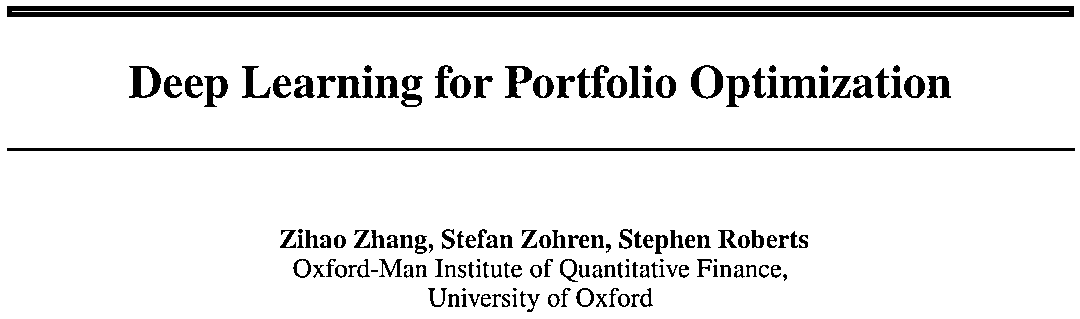 Deep Learning for Portfolio Optimization
Zihao Zhang, Stefan Zohren, Stephen Roberts
Oxford-Man Institute of Quantitative Finance,
University of Oxford